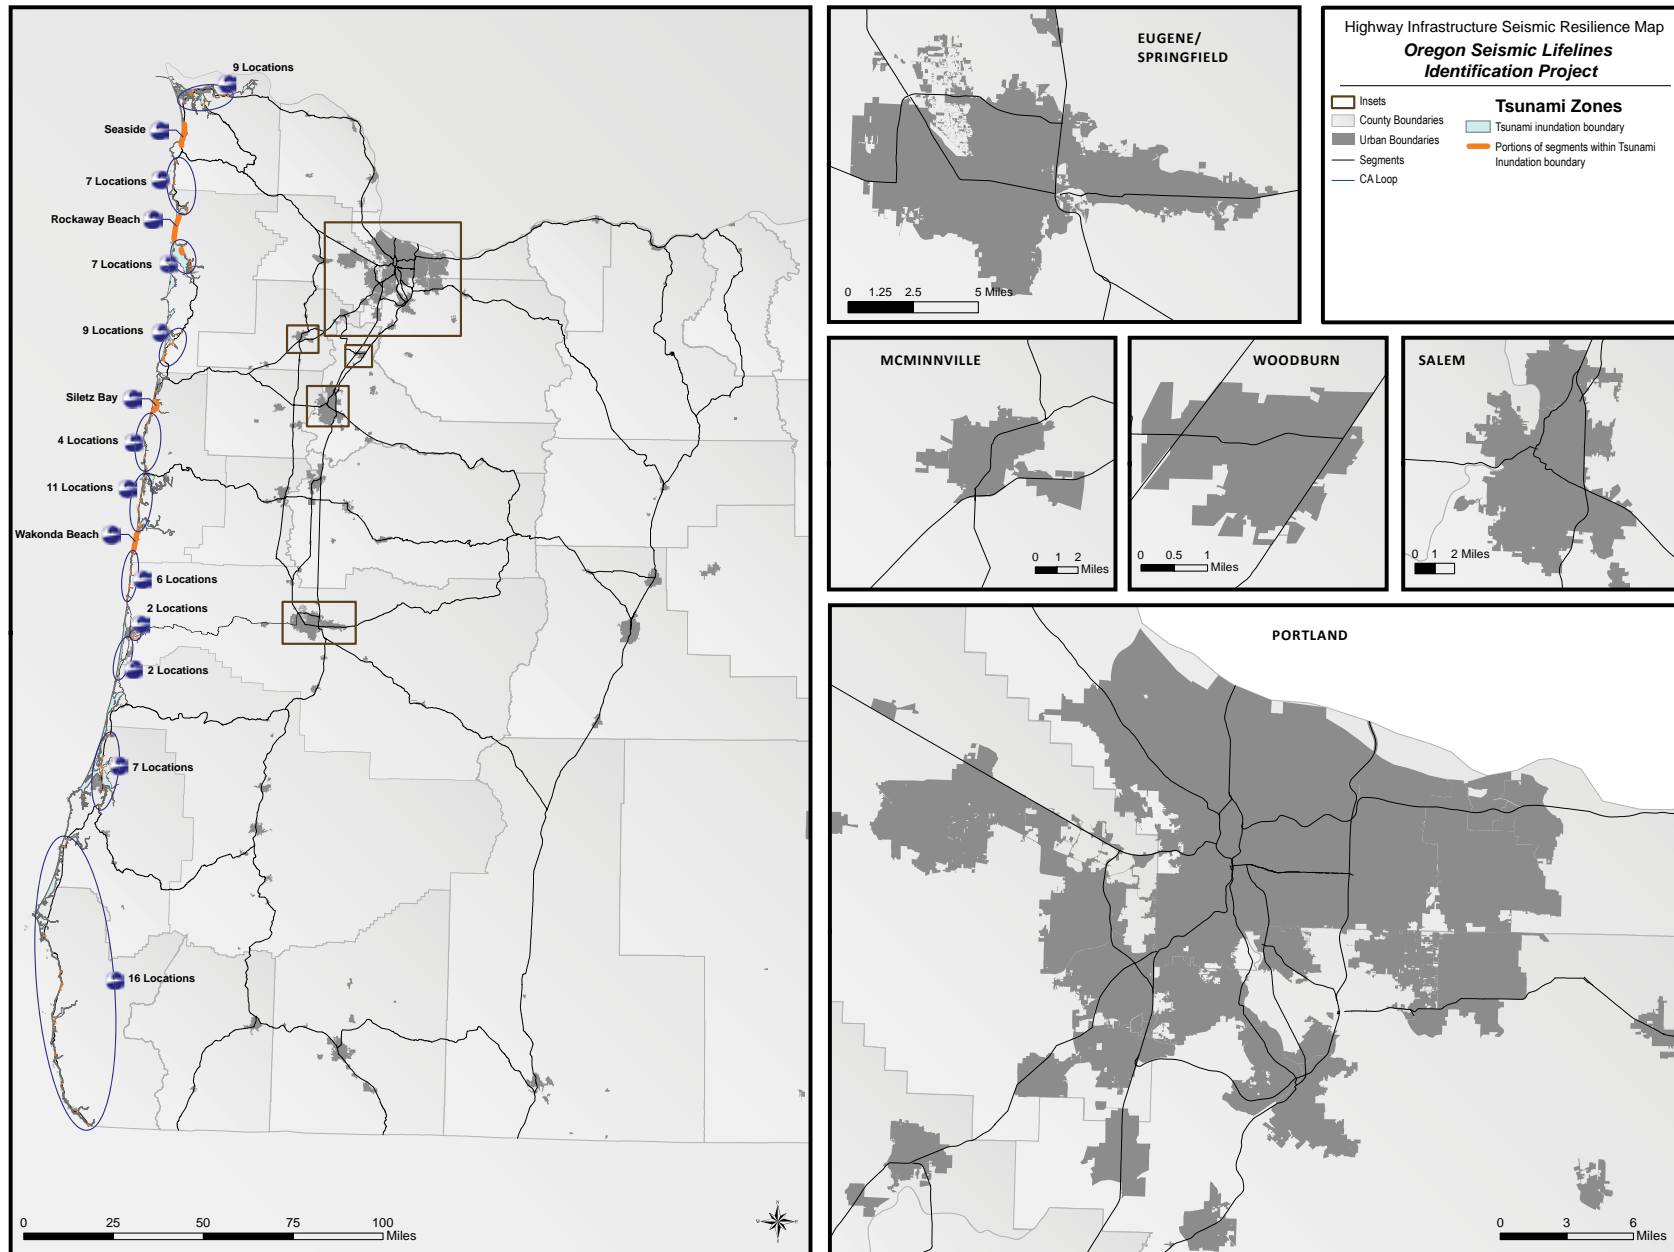 9 Locations
Seaside
7 Locations
Rockaway Beach
7 Locations
9 Locations
Siletz Bay
4 Locations
11 Locations
Wakonda Beach
6 Locations
2 Locations
2 Locations
7 Locations
16 Locations
0 25 50 75 100
Miles
EUGENE/
SPRINGFIELD
0 1.25 2.5 5 Miles
Highway Infrastructure Seismic Resilience Map
Oregon Seismic Lifelines
Identification Project
Insets
County Boundaries
Urban Boundaries
Segments
CA Loop
Tsunami Zones
Tsunami inundation boundary
Portions of segments within Tsunami
Inundation boundary
MCMINNVILLE
0 1 2
Miles
WOODBURN
0 0.5 1
Miles
SALEM
0 1 2 Miles
PORTLAND
0 3 6
Miles